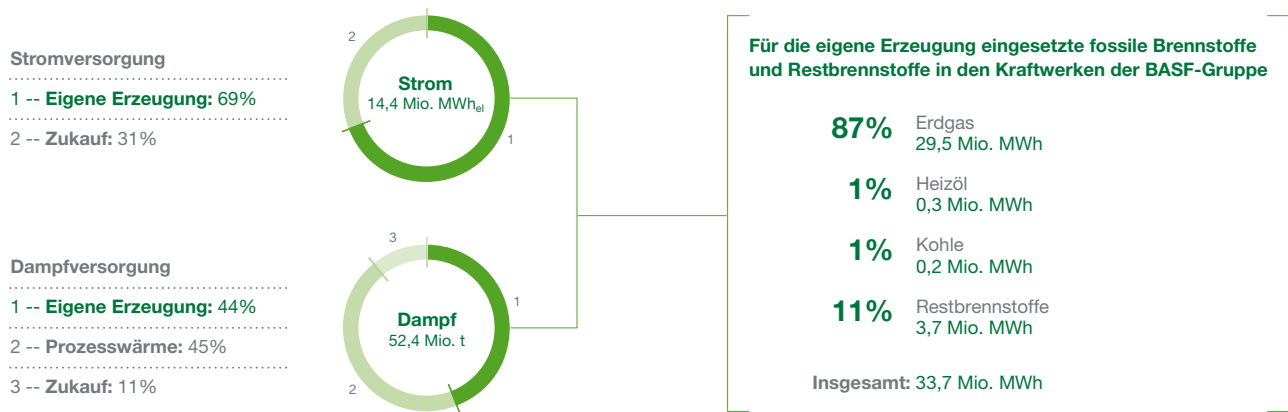 Stromversorgung
1 -- Eigene Erzeugung: 69%
2 -- Zukauf: 31%
2
Strom
14,4 Mio. MWhel
1
Dampfversorgung
1 -- Eigene Erzeugung: 44%
2 -- Prozesswärme: 45%
3 -- Zukauf: 11%
3
1
Dampf
52,4 Mio. t
2
Für die eigene Erzeugung eingesetzte fossile Brennstoffe
und Restbrennstoffe in den Kraftwerken der BASF-Gruppe
87% Erdgas
29,5 Mio. MWh
1% Heizöl
0,3 Mio. MWh
1% Kohle
0,2 Mio. MWh
11% Restbrennstoffe
3,7 Mio. MWh
Insgesamt: 33,7 Mio. MWh